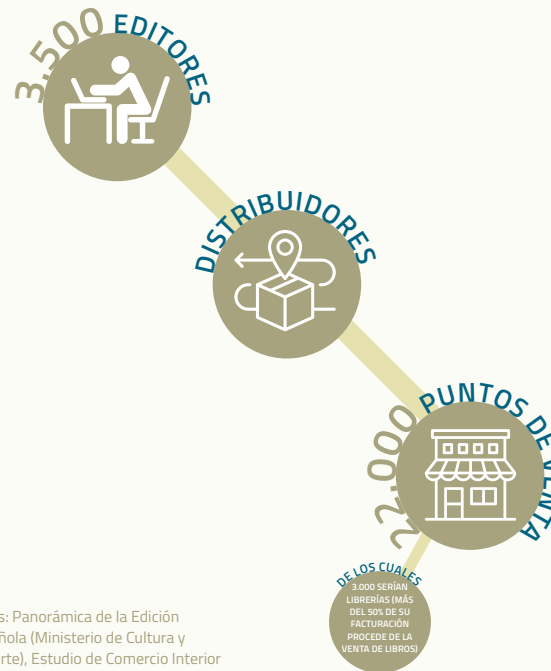 3.500 EDITORES
DISTRIBUIDORES
22.000 PUNTOS DE VENTA
DE LOS CUALES
3.000 SERÍAN
LIBRERÍAS (MÁS
DEL 50% DE SU
FACTURACIÓN
PROCEDE DE LA
VENTA DE LIBROS)
s: Panorámica de la Edición
ñola (Ministerio de Cultura y
rte), Estudio de Comercio Interior